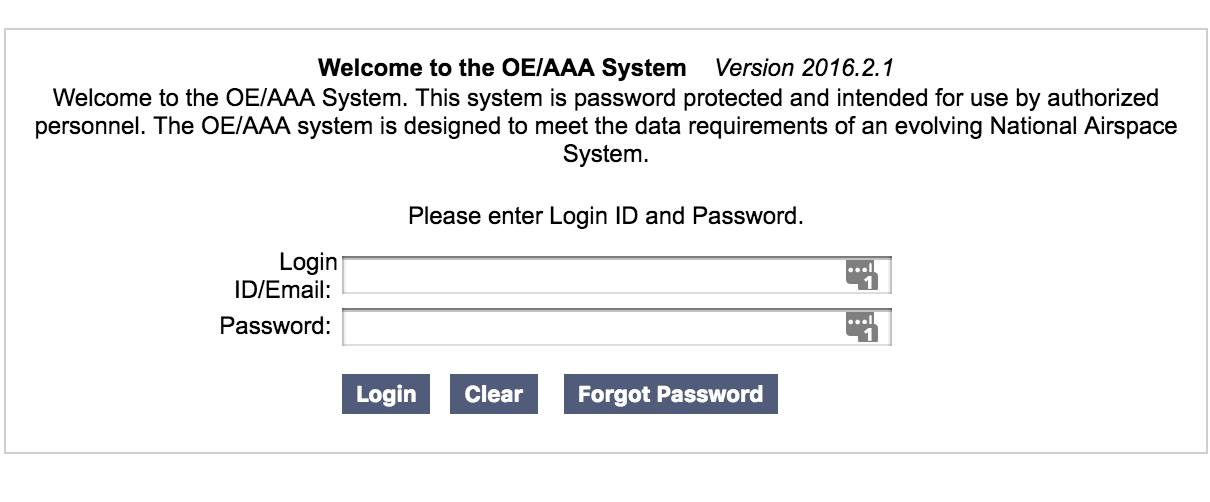 Welcome to the OE/AAA System Version 2016.2.1
Welcome to the OE/AAA System. This system is password protected and intended for use by authorized
personnel. The OE/AAA system is designed to meet the data requirements of an evolving National Airspace
System.
Please enter Login ID and Password.
Login
ID/Email:
1
Password:
1
Login Clear Forgot Password